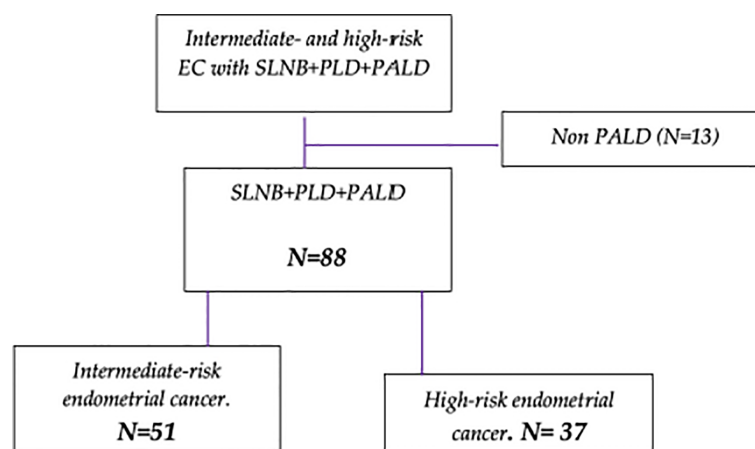 Intermediate- and high-risk
EC with SLNB+PLD+PALD
Non PALD (N=13)
SLNB+PLD+PALD
N=88
Intermediate-risk
endometrial cancer.
N=51
High-risk endometrial
cancer. N= 37